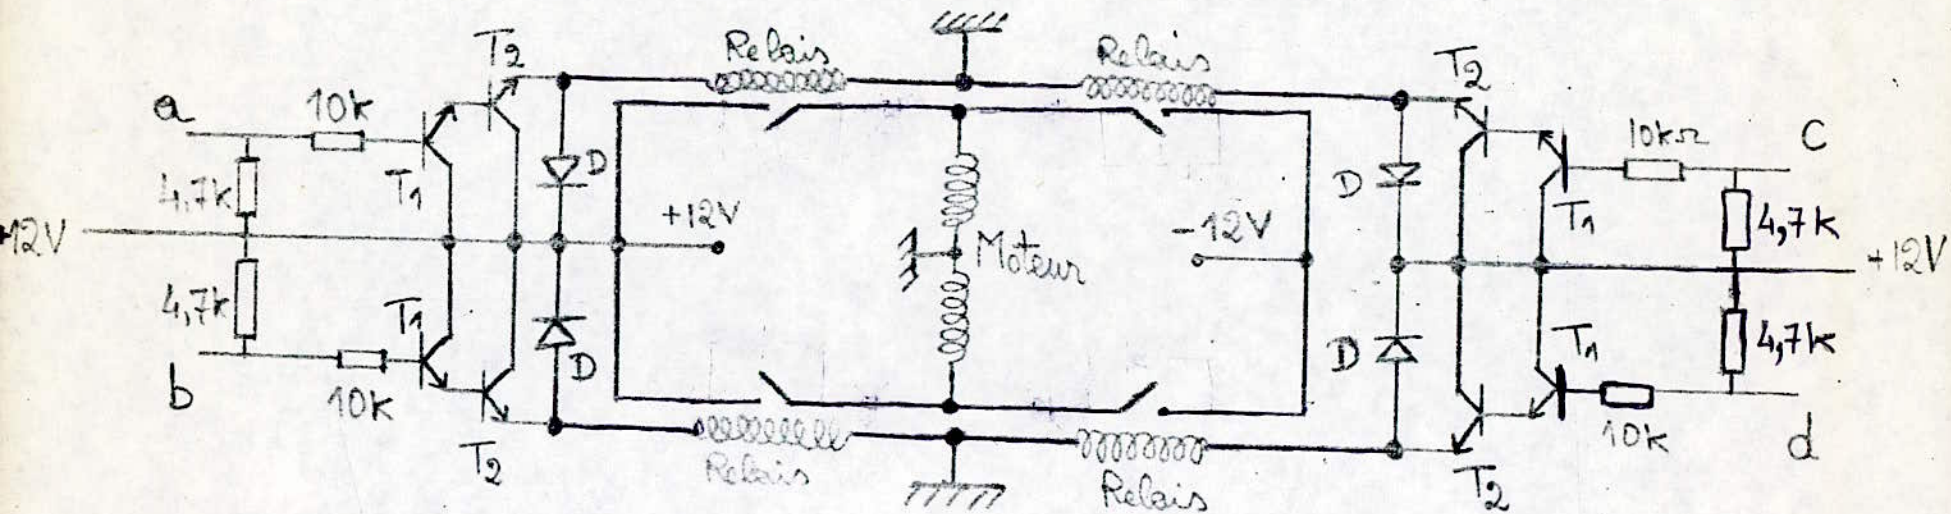 T2
Relais
Relais
T2
a
10k
10kΩ
c
4,7k
T1
D
D
T1
4,7k
+12V
+12V
-12V
Moteur
+12V
4,7k
T1
D
D
T1
4,7k
b
10k
10k
d
T2
Relais
Relais
T2